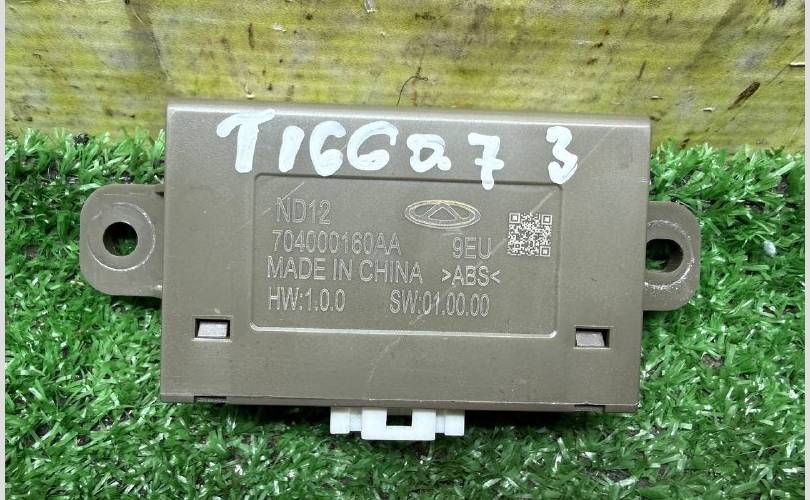 TIGGO.7 3
ND12
704000160AA 9EU
MADE IN CHINA >ABS<
HW:1.0.0 SW:01.00.00